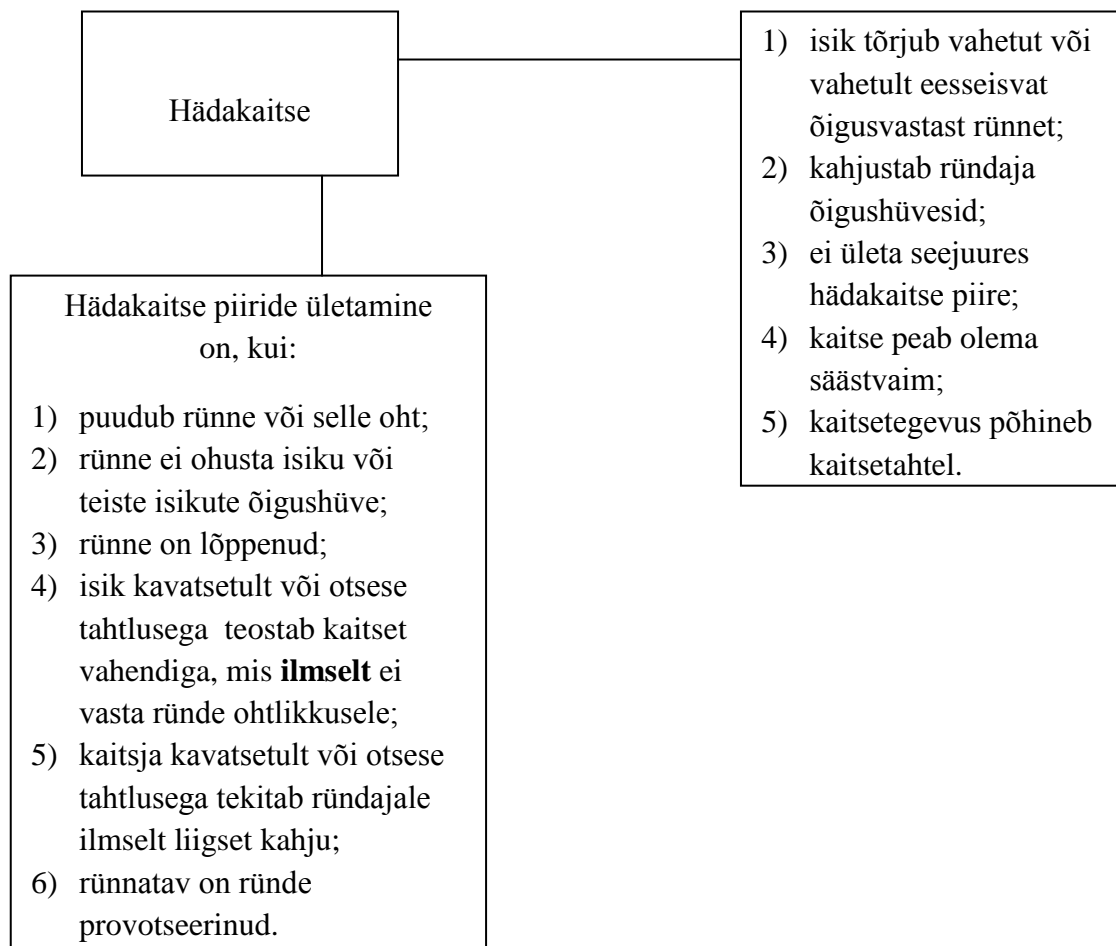 Hädakaitse
1) isik tõrjub vahetut või
vahetult eesseisvat
õigusvastast rünnet;
2) kahjustab ründaja
õigushüvesid;
3) ei ületa seejuures
hädakaitse piire;
4) kaitse peab olema
säästvaim;
5) kaitsetegevus põhineb
kaitsetahtel.
Hädakaitse piiride ületamine
on, kui:
1) puudub rünne või selle oht;
2) rünne ei ohusta isiku või
teiste isikute õigushüve;
3) rünne on lõppenud;
4) isik kavatsetult või otsese
tahtlusega teostab kaitset
vahendiga, mis ilmselt ei
vasta ründe ohtlikkusele;
5) kaitsja kavatsetult või otsese
tahtlusega tekitab ründajale
ilmselt liigset kahju;
6) rünnatav on ründe
provotseerinud.